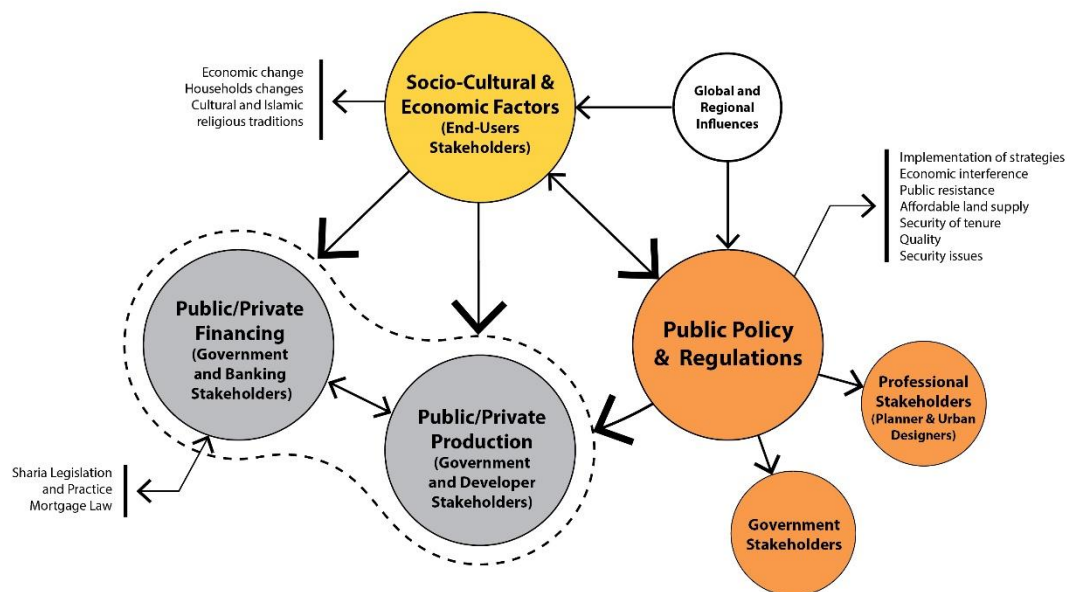 Economic change
Households changes
Cultural and Islamic
religious traditions
Socio-Cultural &
Economic Factors
(End-Users
Stakeholders)
Global and
Regional
Influences
Implementation of strategies
Economic interference
Public resistance
Affordable land supply
Security of tenure
Quality
Security issues
Public/Private
Financing
(Government
and Banking
Stakeholders)
Public/Private
Production
(Government
and Developer
Stakeholders)
Public Policy
& Regulations
Professional
Stakeholders
(Planner & Urban
Designers)
Government
Stakeholders
Sharia Legislation
and Practice
Mortgage Law